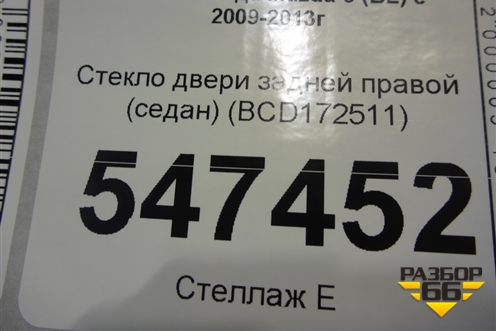 2009-2013г
Стекло двери задней правой
(седан) (BCD172511)
547452
Стеллаж Е
РАЗБОР
66